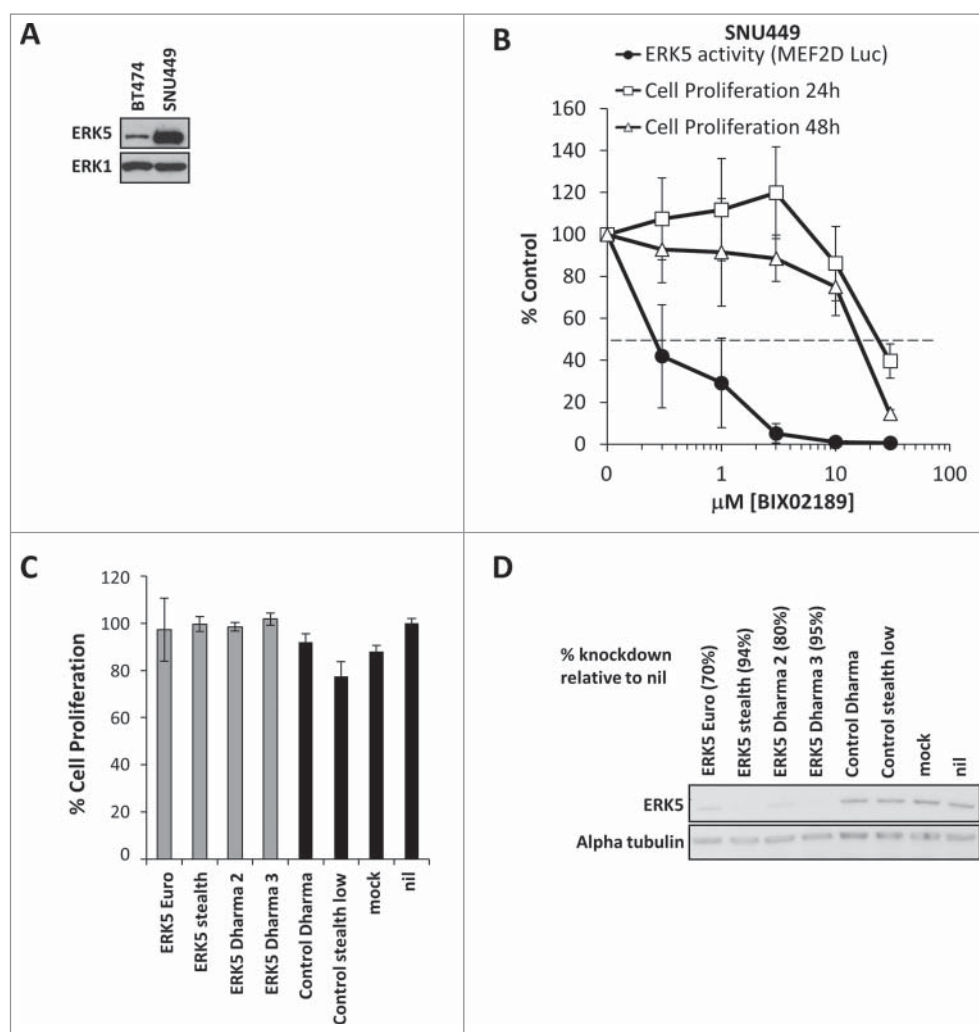 A
BT474
SNU449
ERK5
ERK1
B
SNU449
ERK5 activity (MEF2D Luc)
Cell Proliferation 24h
Cell Proliferation 48h
160
140
120
100
80
60
40
20
0
% Control
0
1
10
100
μM [BIX02189]
C
120
100
80
60
40
20
0
% Cell Proliferation
ERK5 Euro
ERK5 stealth
ERK5 Dharma 2
ERK5 Dharma 3
Control Dharma
Control stealth low
mock
nil
D
% knockdown
relative to nil
ERK5 Euro (70%)
ERK5 stealth (94%)
ERK5 Dharma 2 (80%)
ERK5 Dharma 3 (95%)
Control Dharma
Control stealth low
mock
nil
ERK5
Alpha tubulin